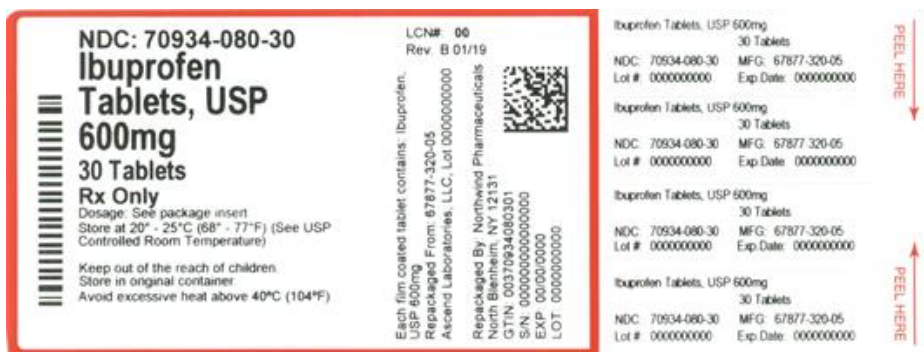 NDC: 70934-080-30
Ibuprofen
Tablets, USP
600mg
30 Tablets
Rx Only
Dosage: See package insert
Store at 20° - 25°C (68° - 77°F) (See USP
Controlled Room Temperature)
Keep out of the reach of children.
Store in original container
Avoid excessive heat above 40°C (104°F)
LCN#: 00
Rev. B 01/19
Each film coated tablet contains: Ibuprofen,
USP 600mg
Repackaged From: 67877-320-05
Ascend Laboratories, LLC, Lot 00000000000
Repackaged By: Northwind Pharmaceuticals
North Blenheim, NY 12131
GTIN: 00370934080301
S/N: 00000000000000
EXP: 00/00/0000
LOT: 0000000000
Ibuprofen Tablets, USP 600mg
30 Tablets
NDC: 70934-080-30 MFG: 67877-320-05
Lot # 0000000000 Exp.Date: 0000000000
Ibuprofen Tablets, USP 600mg
30 Tablets
NDC: 70934-080-30 MFG: 67877-320-05
Lot # 0000000000 Exp.Date: 0000000000
Ibuprofen Tablets, USP 600mg
30 Tablets
NDC: 70934-080-30 MFG: 67877-320-05
Lot # 0000000000 Exp.Date: 0000000000
Ibuprofen Tablets, USP 600mg
30 Tablets
NDC: 70934-080-30 MFG: 67877-320-05
Lot # 0000000000 Exp.Date: 0000000000
PEEL HERE
PEEL HERE